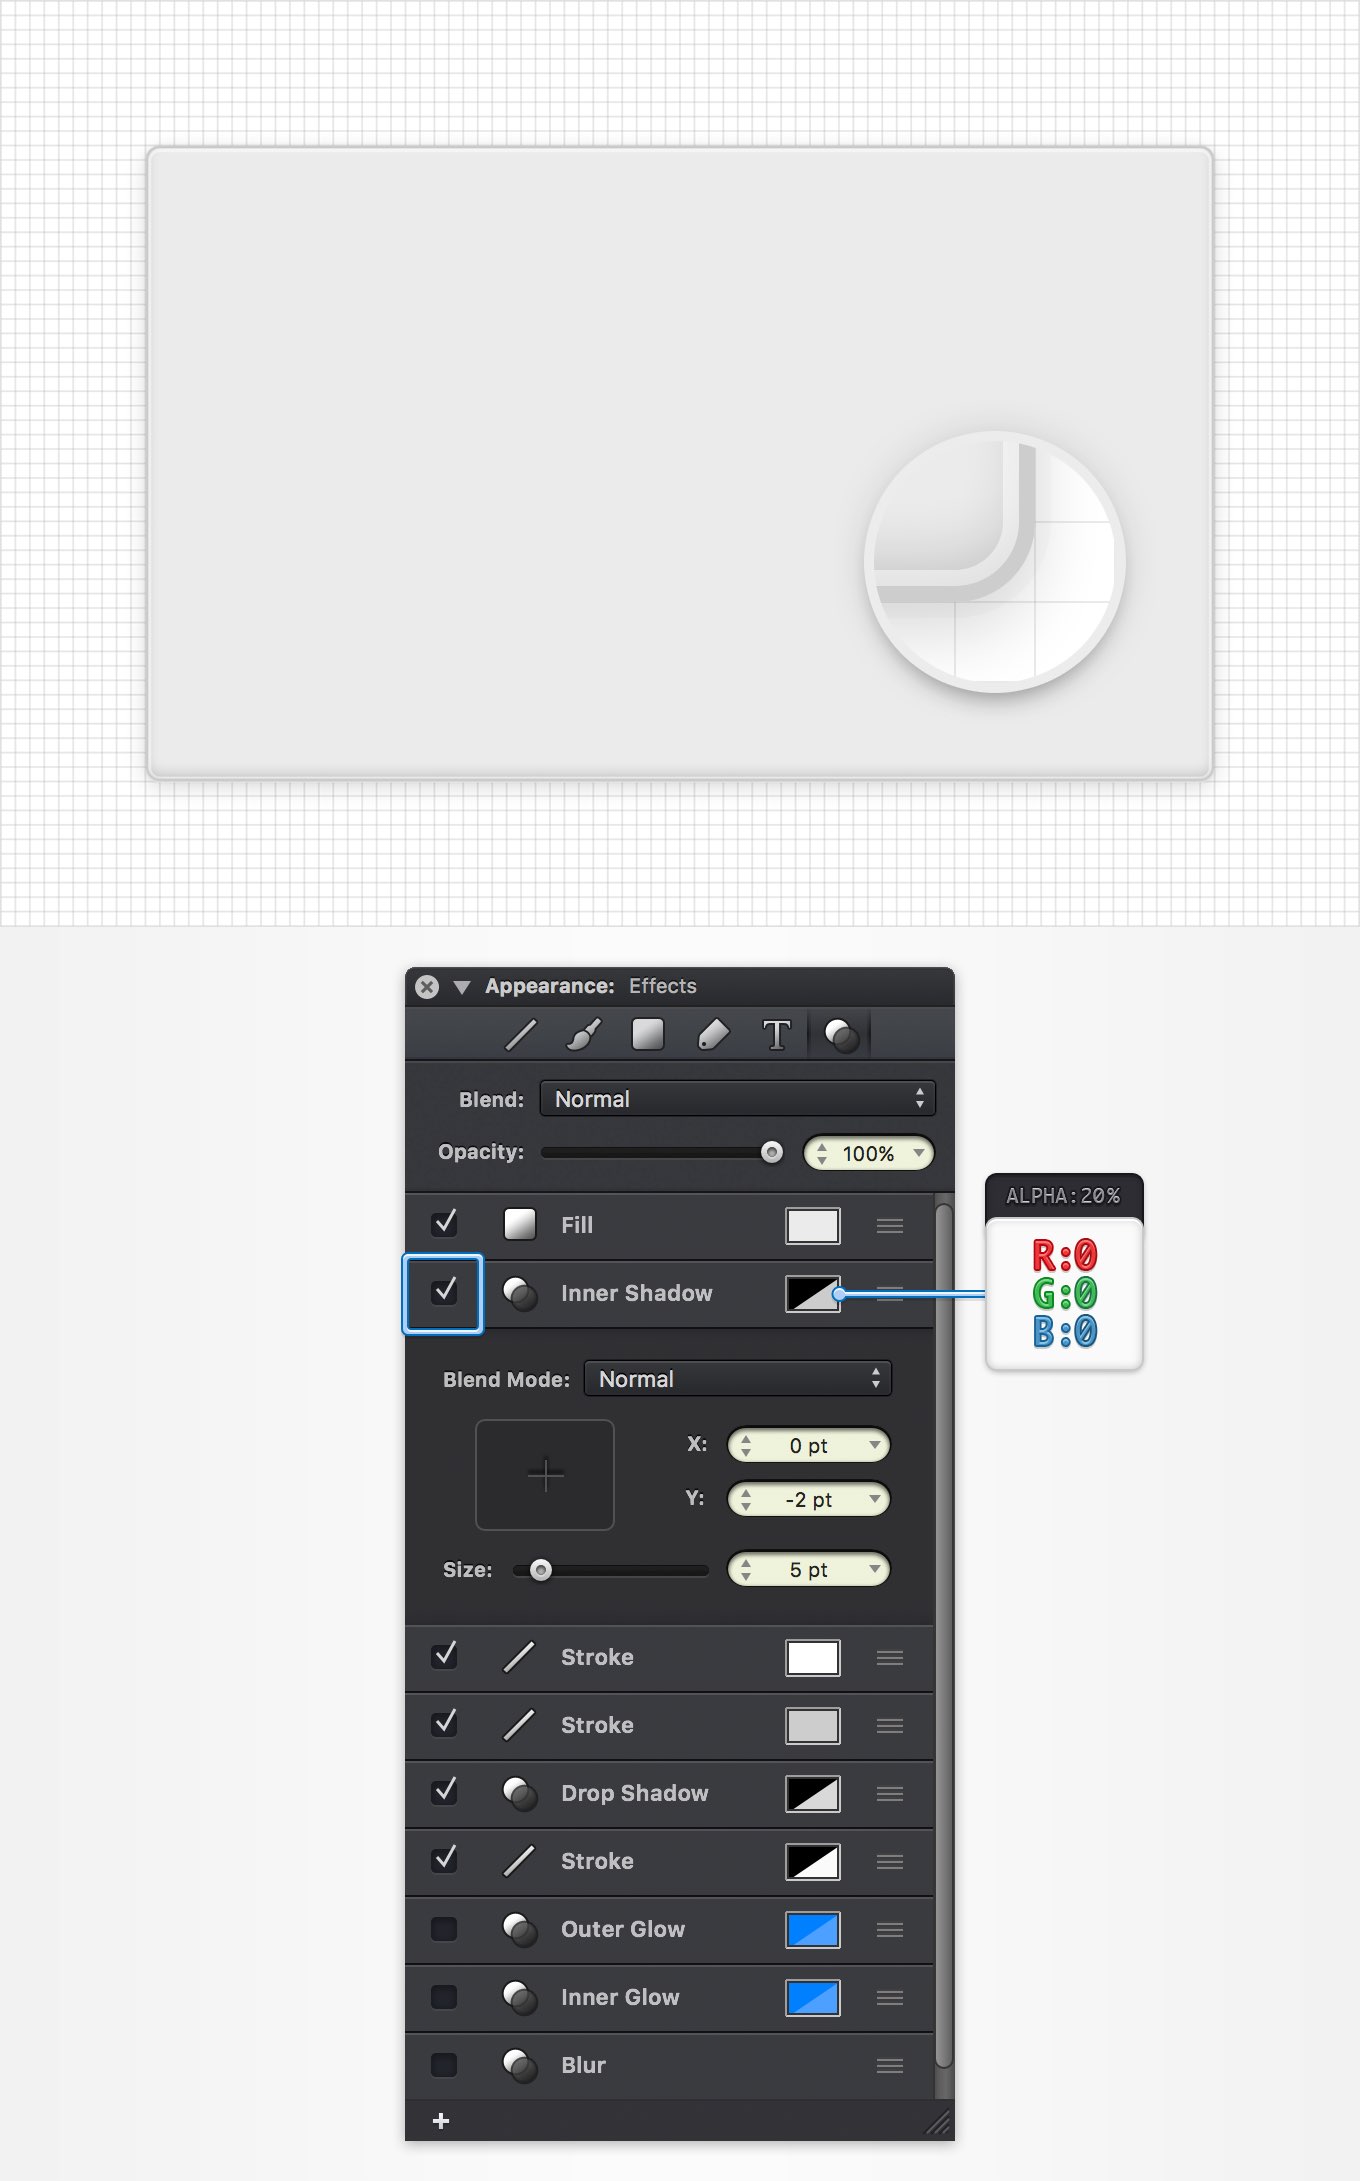 Appearance: Effects
T
Blend: Normal
Opacity: 100%
ALPHA:20%
Fill
R:0
Inner Shadow
G:0
B:0
Blend Mode: Normal
X: 0 pt
Y: -2 pt
Size: 5 pt
Stroke
Stroke
Drop Shadow
Stroke
Outer Glow
Inner Glow
Blur